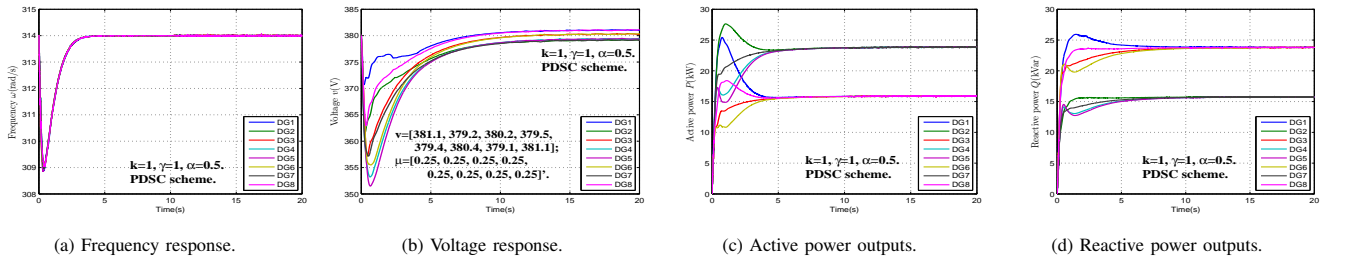 315
314
313
312
311
310
309
308
Frequency ω(rad/s)
0
5
10
15
20
Time(s)
k=1, γ=1, α=0.5.
PDSC scheme.
DG1
DG2
DG3
DG4
DG5
DG6
DG7
DG8
(a) Frequency response.
385
380
375
370
365
360
355
350
Voltage v(V)
0
5
10
15
20
Time(s)
k=1, γ=1, α=0.5.
PDSC scheme.
v=[381.1, 379.2, 380.2, 379.5,
379.4, 380.4, 379.1, 381.1];
μ=[0.25, 0.25, 0.25, 0.25,
0.25, 0.25, 0.25, 0.25]’.
DG1
DG2
DG3
DG4
DG5
DG6
DG7
DG8
(b) Voltage response.
30
25
20
15
10
5
0
Active power P(kW)
0
5
10
15
20
Time(s)
k=1, γ=1, α=0.5.
PDSC scheme.
DG1
DG2
DG3
DG4
DG5
DG6
DG7
DG8
(c) Active power outputs.
30
25
20
15
10
5
0
Reactive power Q(kVar)
0
5
10
15
20
Time(s)
k=1, γ=1, α=0.5.
PDSC scheme.
DG1
DG2
DG3
DG4
DG5
DG6
DG7
DG8
(d) Reactive power outputs.